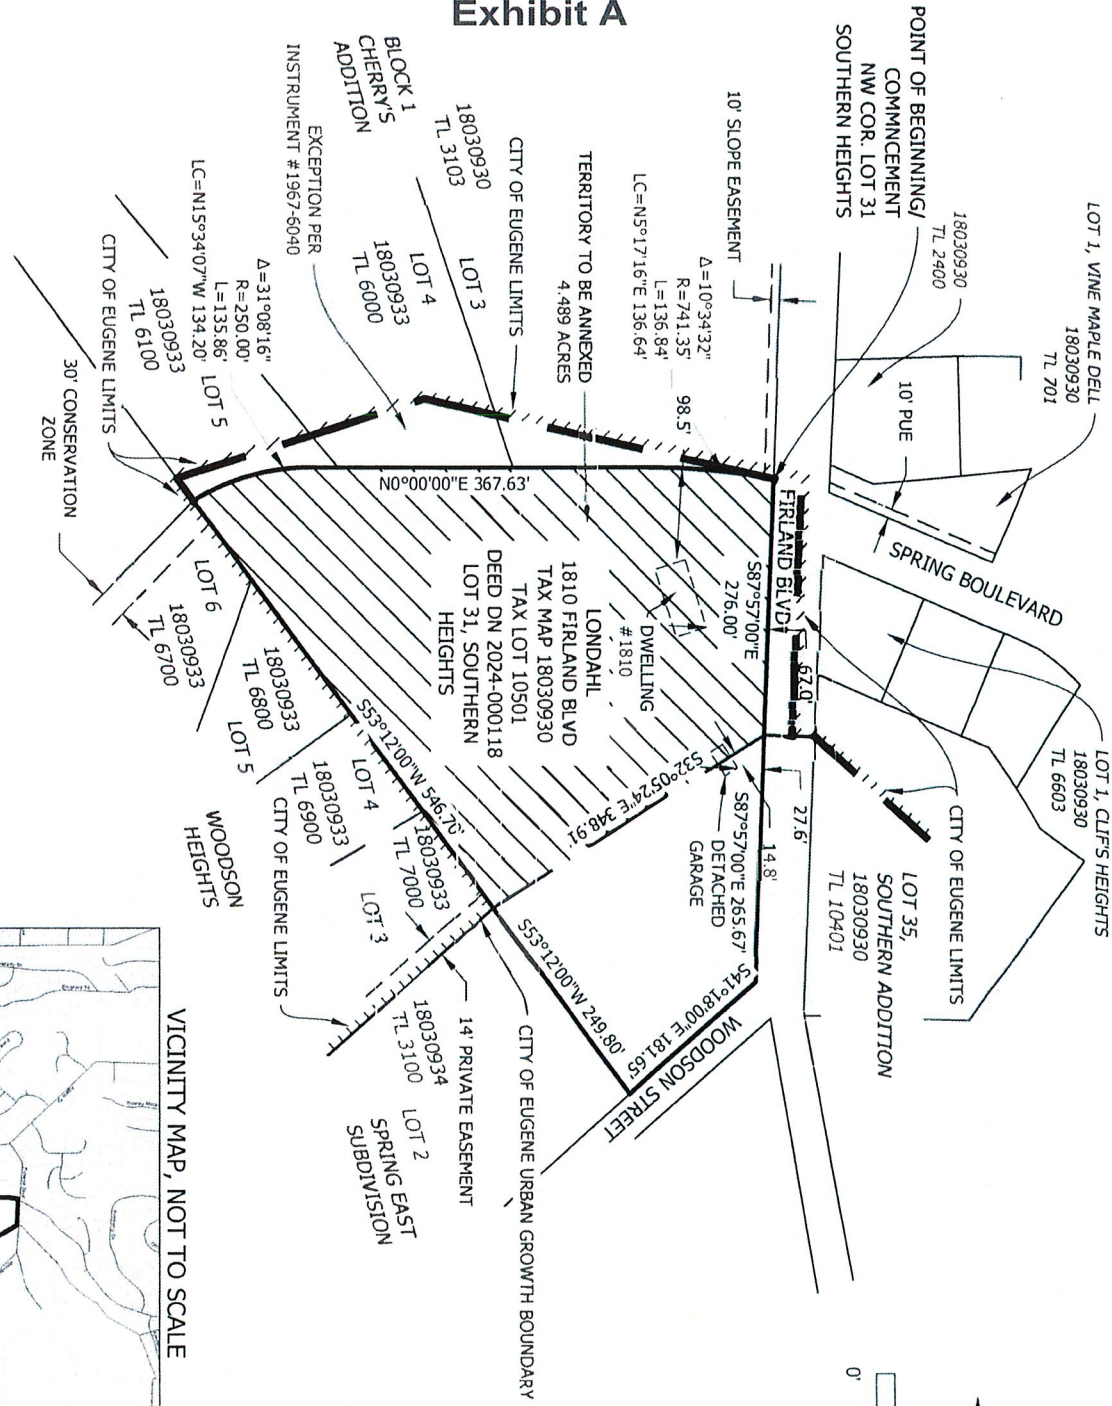 Exhibit A
POINT OF BEGINNING/
COMMNCEMENT
NW COR. LOT 31
SOUTHERN HEIGHTS
18030930
TL 2400
LOT 1, VINE MAPLE DELL
18030930
TL 701
10' PUE
SPRING BOULEVARD
LOT 1, CLIF'S HEIGHTS
18030930
TL 6603
10' SLOPE EASEMENT
Δ=10°34'32"
R=741.35'
L=136.84'
LC=N5°17'16"E 136.64'
98.5'
TERRITORY TO BE ANNEXED
4.489 ACRES
CITY OF EUGENE LIMITS
18030930
TL 3103
BLOCK 1
CHERRY'S
ADDITION
LOT 3
LOT 4
18030933
TL 6000
EXCEPTION PER
INSTRUMENT #1967-6040
Δ=31°08'16"
R=250.00'
L=135.86'
LC=N15°34'07"W 134.20'
LOT 5
18030933
TL 6100
CITY OF EUGENE LIMITS
30' CONSERVATION
ZONE
FIRLAND BLVD
67.0'
S87°57'00"E
276.00'
N0°00'00"E 367.63'
DWELLING
#1810
LONDAHL
1810 FIRLAND BLVD
TAX MAP 18030930
TAX LOT 10501
DEED DN 2024-000118
LOT 31, SOUTHERN
HEIGHTS
S32°05'24"E 348.91'
27.6'
14.8'
S87°57'00"E 265.67'
DETACHED
GARAGE
CITY OF EUGENE LIMITS
LOT 35,
SOUTHERN ADDITION
18030930
TL 10401
S41°18'00"E 181.65'
WOODSON STREET
S53°12'00"W 249.80'
S53°12'00"W 546.70'
LOT 6
18030933
TL 6700
18030933
TL 6800
LOT 5
LOT 4
18030933
TL 6900
18030933
TL 7000
LOT 3
WOODSON
HEIGHTS
CITY OF EUGENE LIMITS
CITY OF EUGENE URBAN GROWTH BOUNDARY
14' PRIVATE EASEMENT
18030934
TL 3100
LOT 2
SPRING EAST
SUBDIVISION
VICINITY MAP, NOT TO SCALE
0'